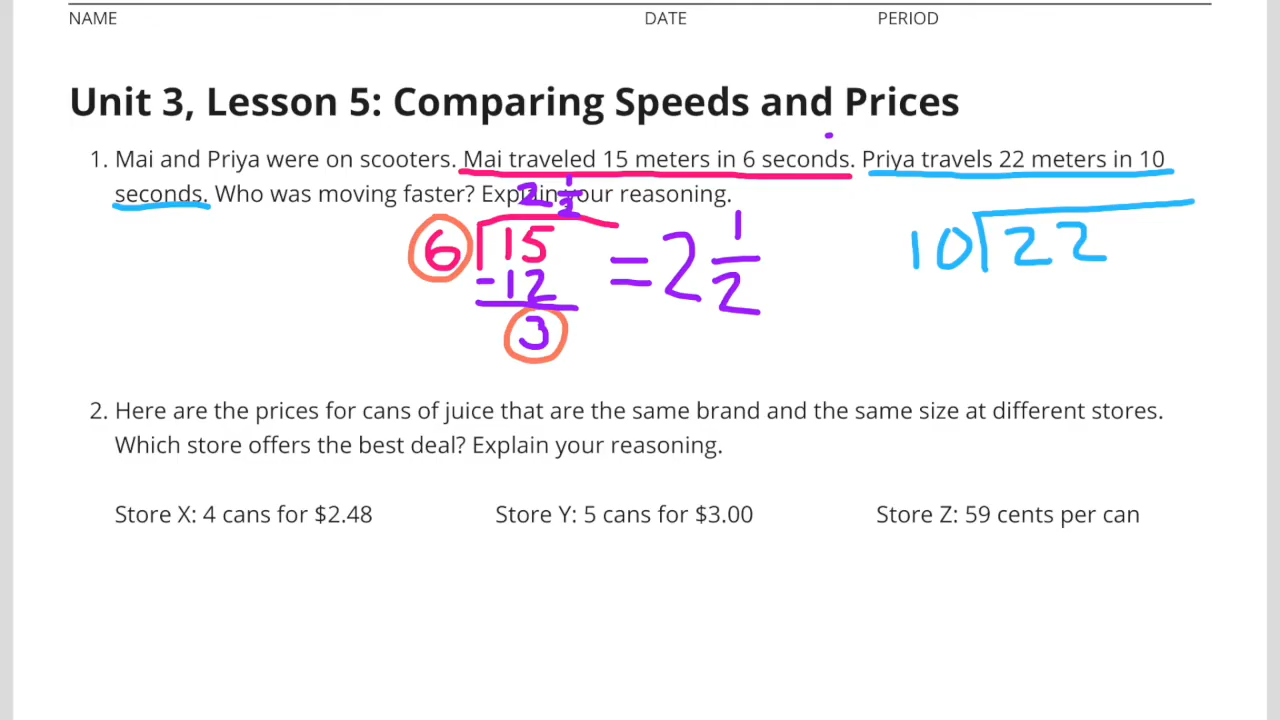 NAME DATE PERIOD
Unit 3, Lesson 5: Comparing Speeds and Prices
1. Mai and Priya were on scooters. Mai traveled 15 meters in 6 seconds. Priya travels 22 meters in 10
seconds. Who was moving faster? Explain your reasoning.
2 1/2
6 15 = 2 1/2 10 22
-12
3
2. Here are the prices for cans of juice that are the same brand and the same size at different stores.
Which store offers the best deal? Explain your reasoning.
Store X: 4 cans for $2.48 Store Y: 5 cans for $3.00 Store Z: 59 cents per can